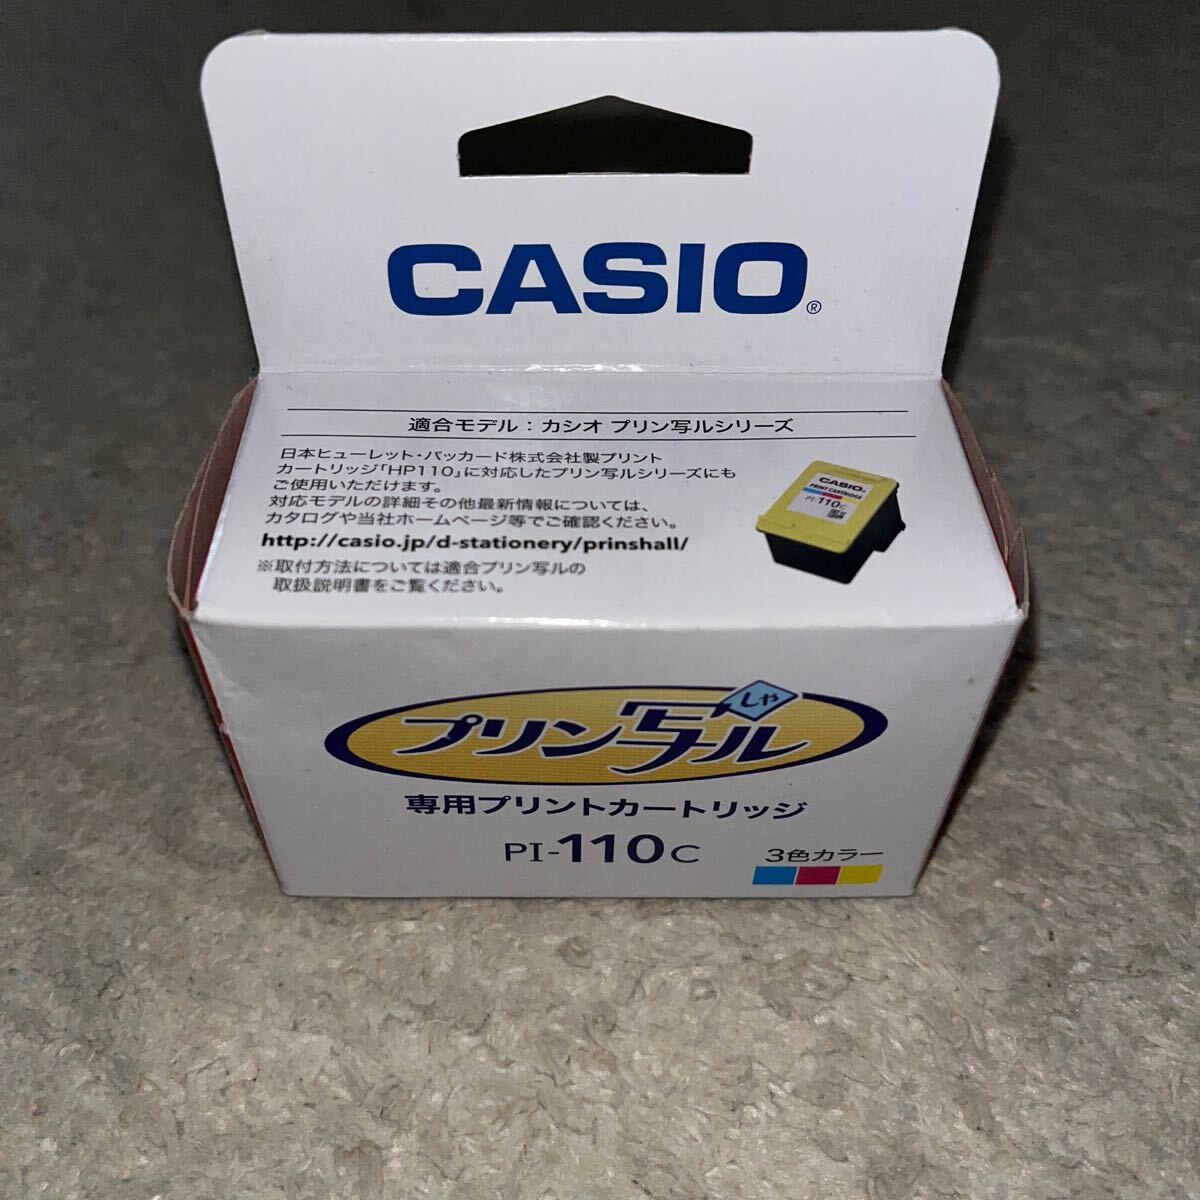 CASIO®
適合モデル：カシオ プリン写ルシリーズ
日本ヒューレット・パッカード株式会社製プリント
カートリッジ「HP110」に対応したプリン写ルシリーズにも
ご使用いただけます。
対応モデルの詳細その他最新情報については、
カタログや当社ホームページ等でご確認ください。
http://casio.jp/d-stationery/prinshall/
※取付方法については適合プリン写ルの
取扱説明書をご覧ください。
CASIO®
PRINT CARTRIDGE
PI-110C
しゃ
プリン写ル
専用プリントカートリッジ
PI-110C
3色カラー